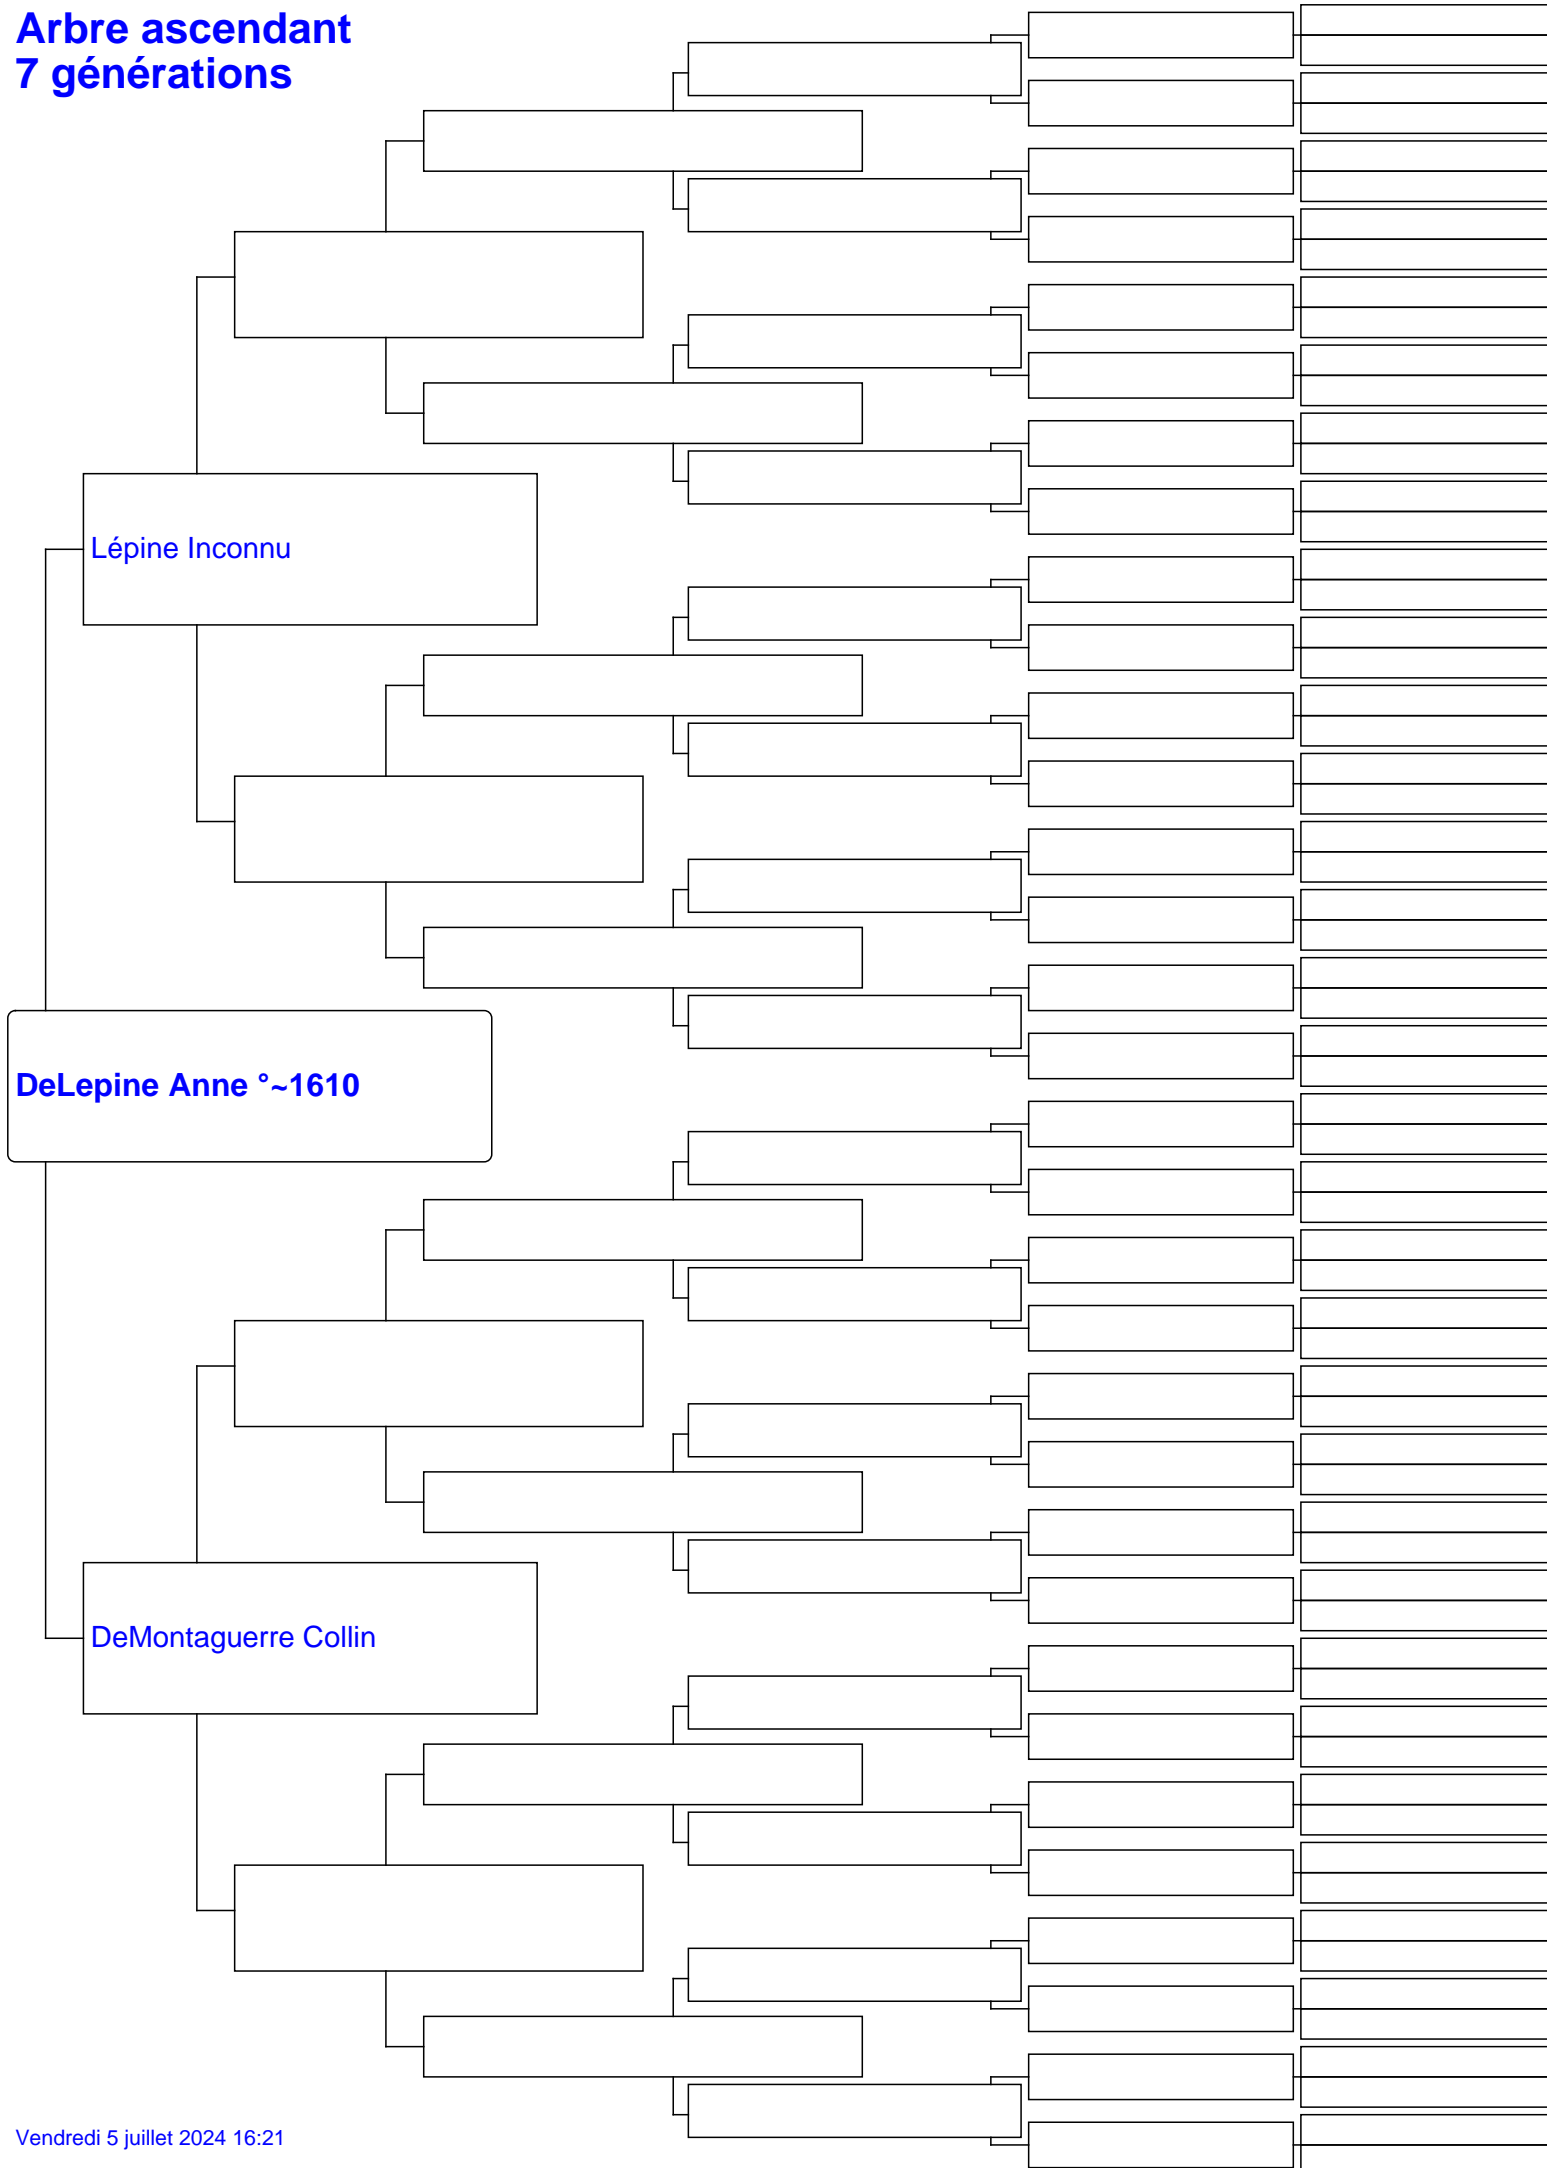 Arbre ascendant
7 générations
Lépine Inconnu
DeLepine Anne °~1610
DeMontaguerre Collin
Vendredi 5 juillet 2024 16:21